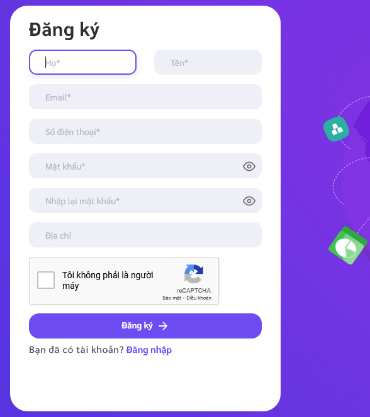 Đăng ký
Họ*
Tên*
Email*
Số điện thoại*
Mật khẩu*
Nhập lại mật khẩu*
Địa chỉ
Tôi không phải là người
máy
reCAPTCHA
Bảo mật - Điều khoản
Đăng ký
Bạn đã có tài khoản? Đăng nhập